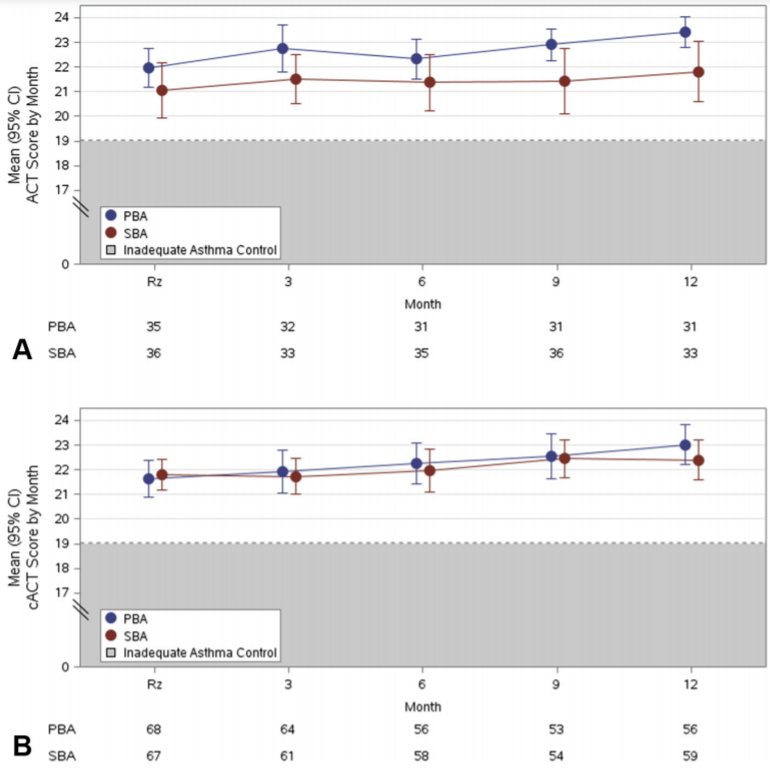 A
Mean (95% CI)
ACT Score by Month
24
23
22
21
20
19
18
17
0
PBA
SBA
Inadequate Asthma Control
Rz 3 6 9 12
Month
PBA 35 32 31 31 31
SBA 36 33 35 36 33
B
Mean (95% CI)
cACT Score by Month
24
23
22
21
20
19
18
17
0
PBA
SBA
Inadequate Asthma Control
Rz 3 6 9 12
Month
PBA 68 64 56 53 56
SBA 67 61 58 54 59